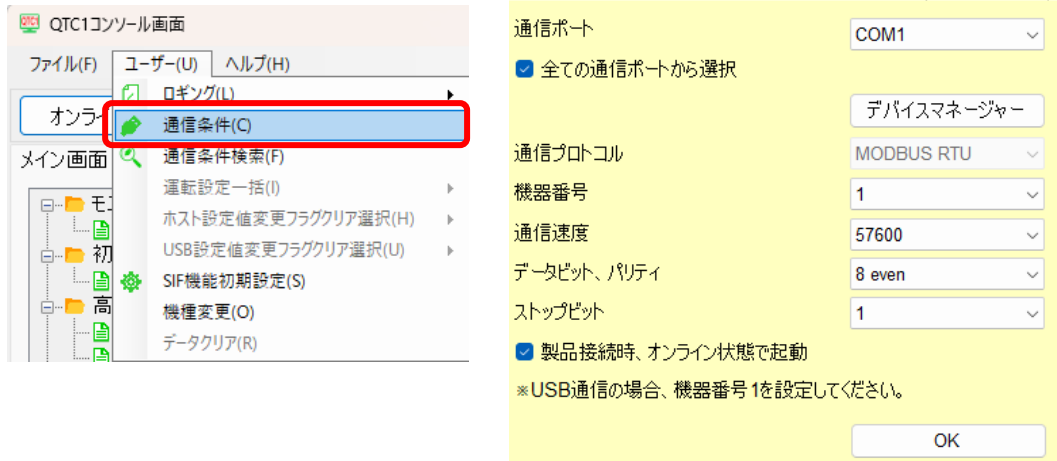 QTC1コンソール画面
ファイル(F) ユーザー(U) ヘルプ(H)
ロギング(L)
オンラ
通信条件(C)
メイン画面
通信条件検索(F)
運転設定一括(I)
モ
ホスト設定値変更フラグクリア選択(H)
初
USB設定値変更フラグクリア選択(U)
SIF機能初期設定(S)
高
機種変更(O)
データクリア(R)
通信ポート COM1
全ての通信ポートから選択
デバイスマネージャー
通信プロトコル MODBUS RTU
機器番号 1
通信速度 57600
データビット、パリティ 8 even
ストップビット 1
製品接続時、オンライン状態で起動
※USB通信の場合、機器番号1を設定してください。
OK